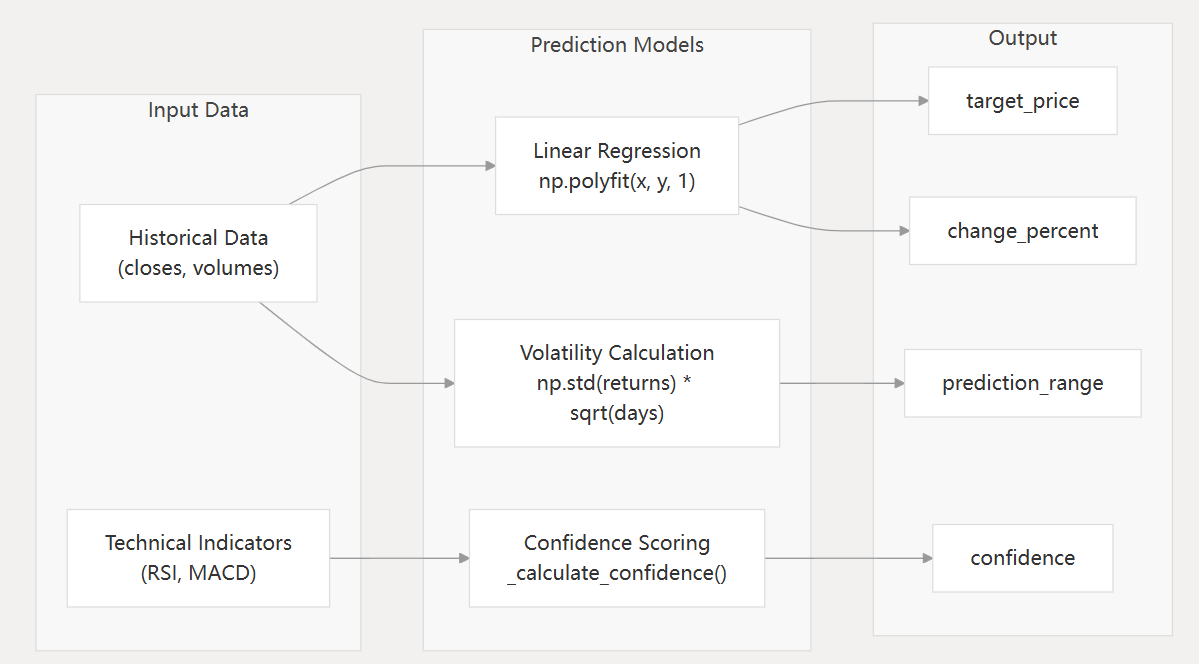 Input Data
Historical Data
(closes, volumes)
Technical Indicators
(RSI, MACD)
Prediction Models
Linear Regression
np.polyfit(x, y, 1)
Volatility Calculation
np.std(returns) *
sqrt(days)
Confidence Scoring
_calculate_confidence()
Output
target_price
change_percent
prediction_range
confidence